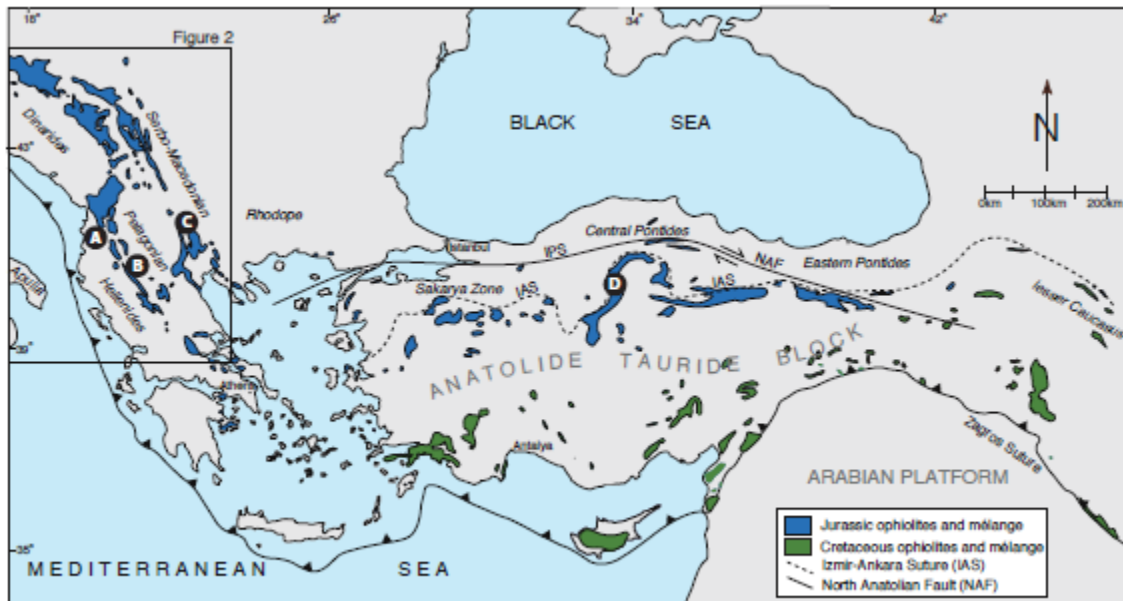 18°
26°
34°
42°
Figure 2
Dinarides
Serbo-Macedonian
43°
BLACK SEA
N
0km 100km 200km
Rhodope
A
B
C
Pelagonian
Hellenides
Apulia
Istanbul
IPS
Central Pontides
NAF
Eastern Pontides
lesser Caucasus
Sakarya Zone
IAS
D
IAS
39°
ANATOLIDE TAURIDE BLOCK
Athens
Antalya
Zagros Suture
ARABIAN PLATFORM
35°
MEDITERRANEAN SEA
Jurassic ophiolites and mélange
Cretaceous ophiolites and mélange
Izmir-Ankara Suture (IAS)
North Anatolian Fault (NAF)